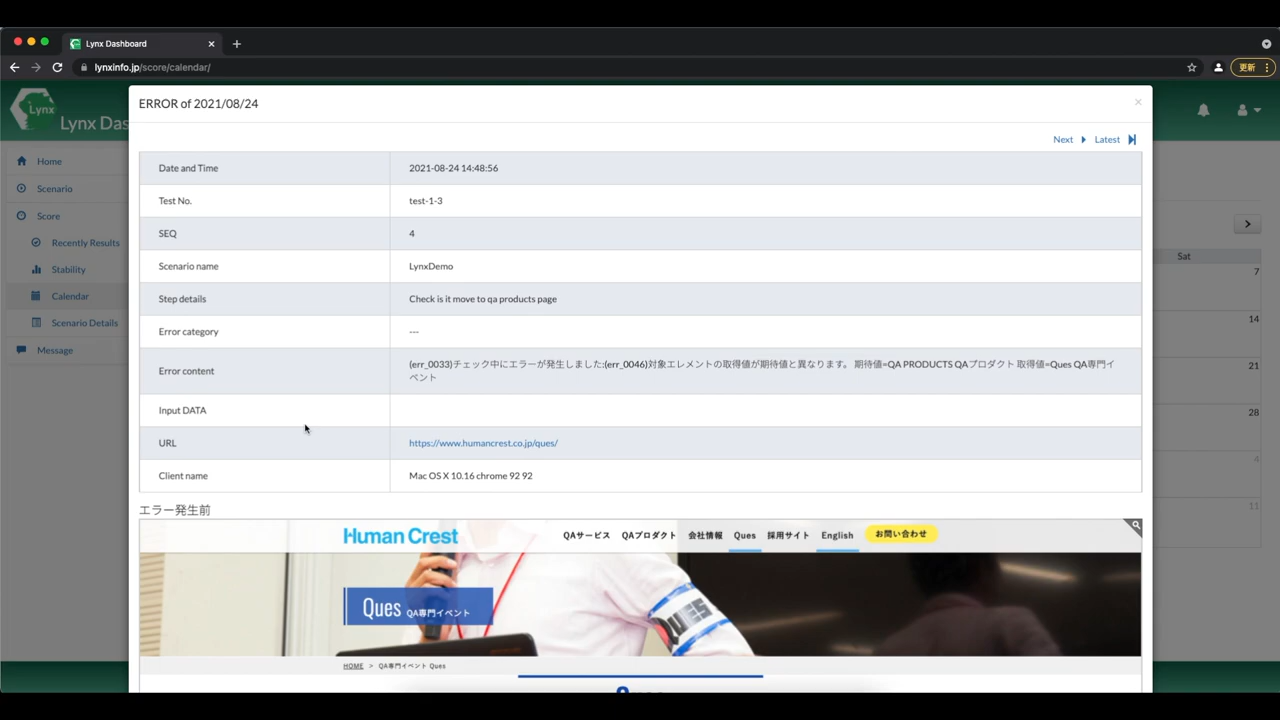 Lynx Dashboard
lynxinfo.jp/score/calendar/
更新
Lynx
Lynx Das
Home
Scenario
Score
Recently Results
Stability
Calendar
Scenario Details
Message
ERROR of 2021/08/24
Next
Latest
Date and Time
2021-08-24 14:48:56
Test No.
test-1-3
SEQ
4
Scenario name
LynxDemo
Step details
Check is it move to qa products page
Error category
---
Error content
(err_0033)チェック中にエラーが発生しました:(err_0046)対象エレメントの取得値が期待値と異なります。 期待値=QA PRODUCTS QAプロダクト 取得値=Ques QA専門イ
ベント
Input DATA
URL
https://www.humancrest.co.jp/ques/
Client name
Mac OS X 10.16 chrome 92 92
エラー発生前
Human Crest
QAサービス
QAプロダクト
会社情報
Ques
採用サイト
English
お問い合わせ
Ques QA専門イベント
QUES
HOME > QA専門イベント Ques
Sat
7
14
21
28
4
11